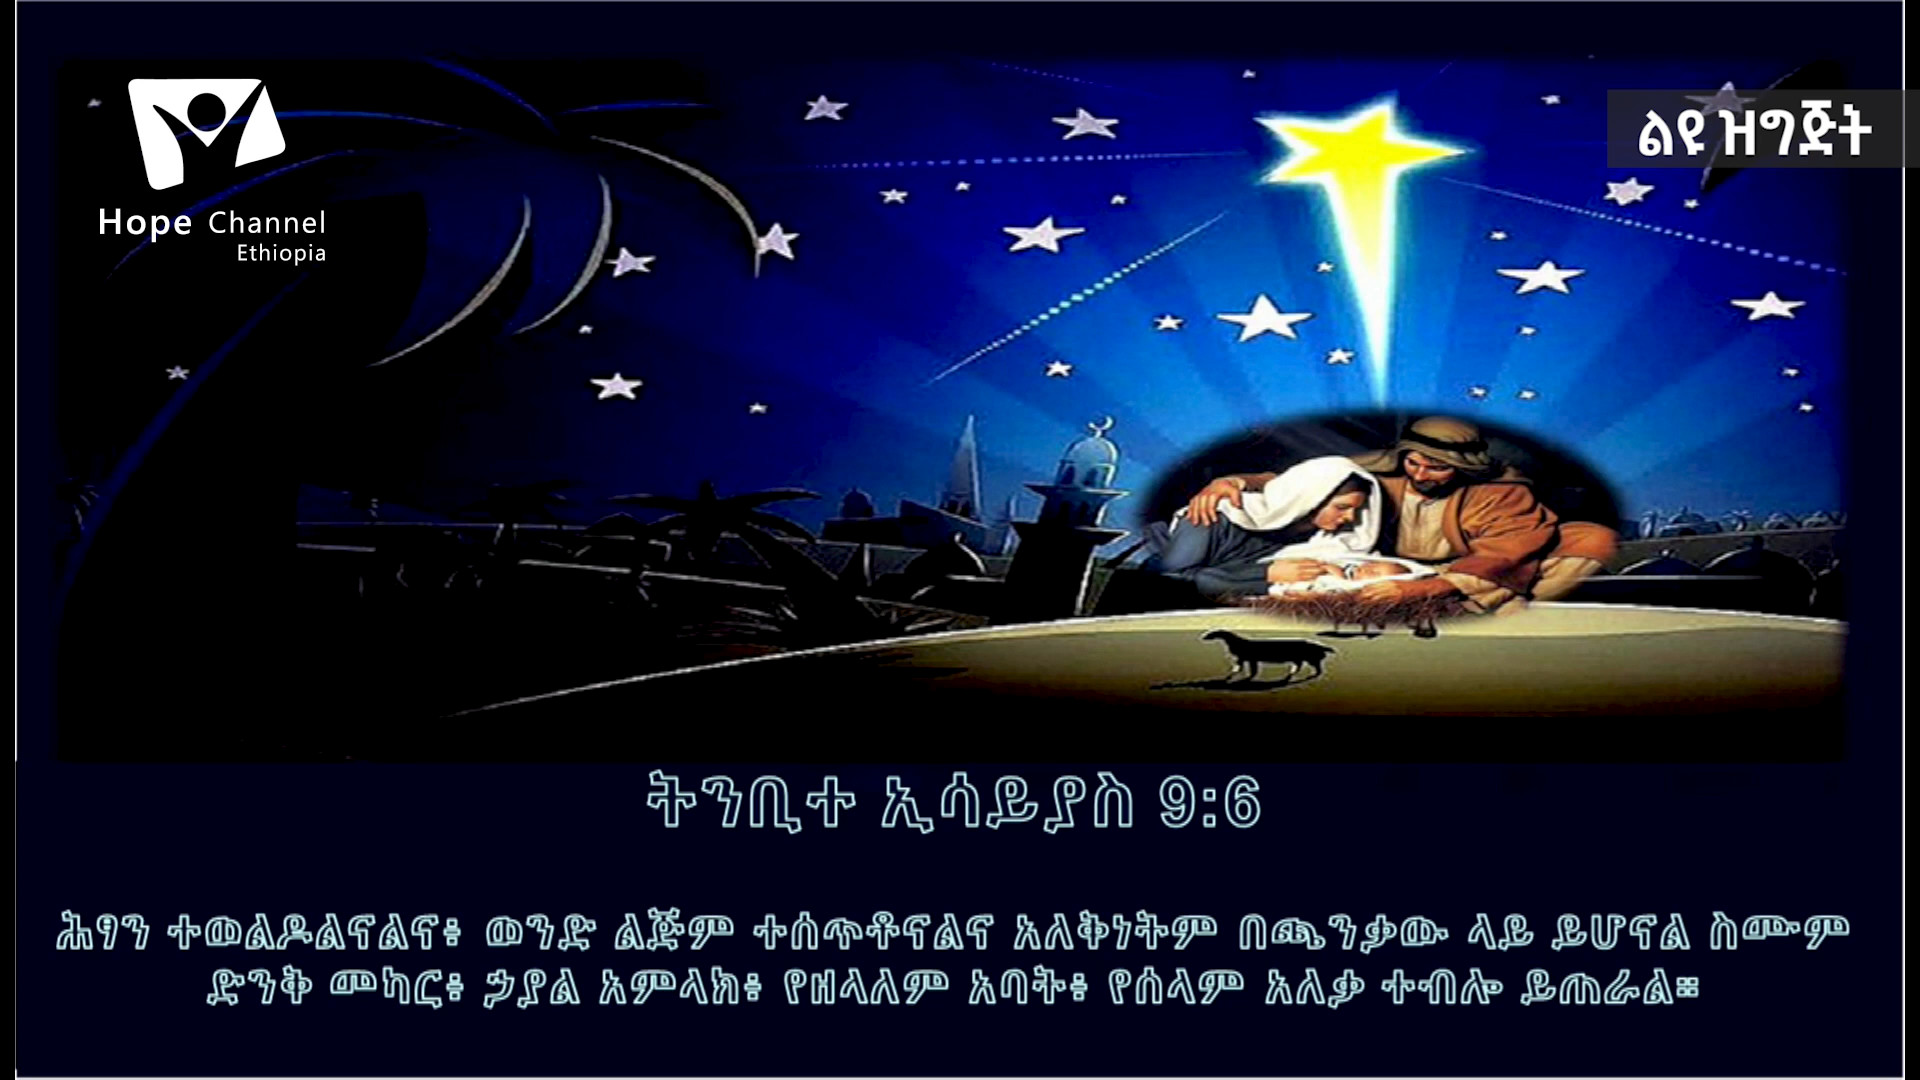 Hope Channel
Ethiopia
ልዩ ዝግጅት
ትንቢተ ኢሳይያስ 9:6
ሕፃን ተወልዶልናልና፥ ወንድ ልጅም ተሰጥቶናልና አለቅነትም በጫንቃው ላይ ይሆናል ስሙም
ድንቅ መካር፥ ኃያል አምላክ፥ የዘላለም አባት፥ የሰላም አለቃ ተብሎ ይጠራል።